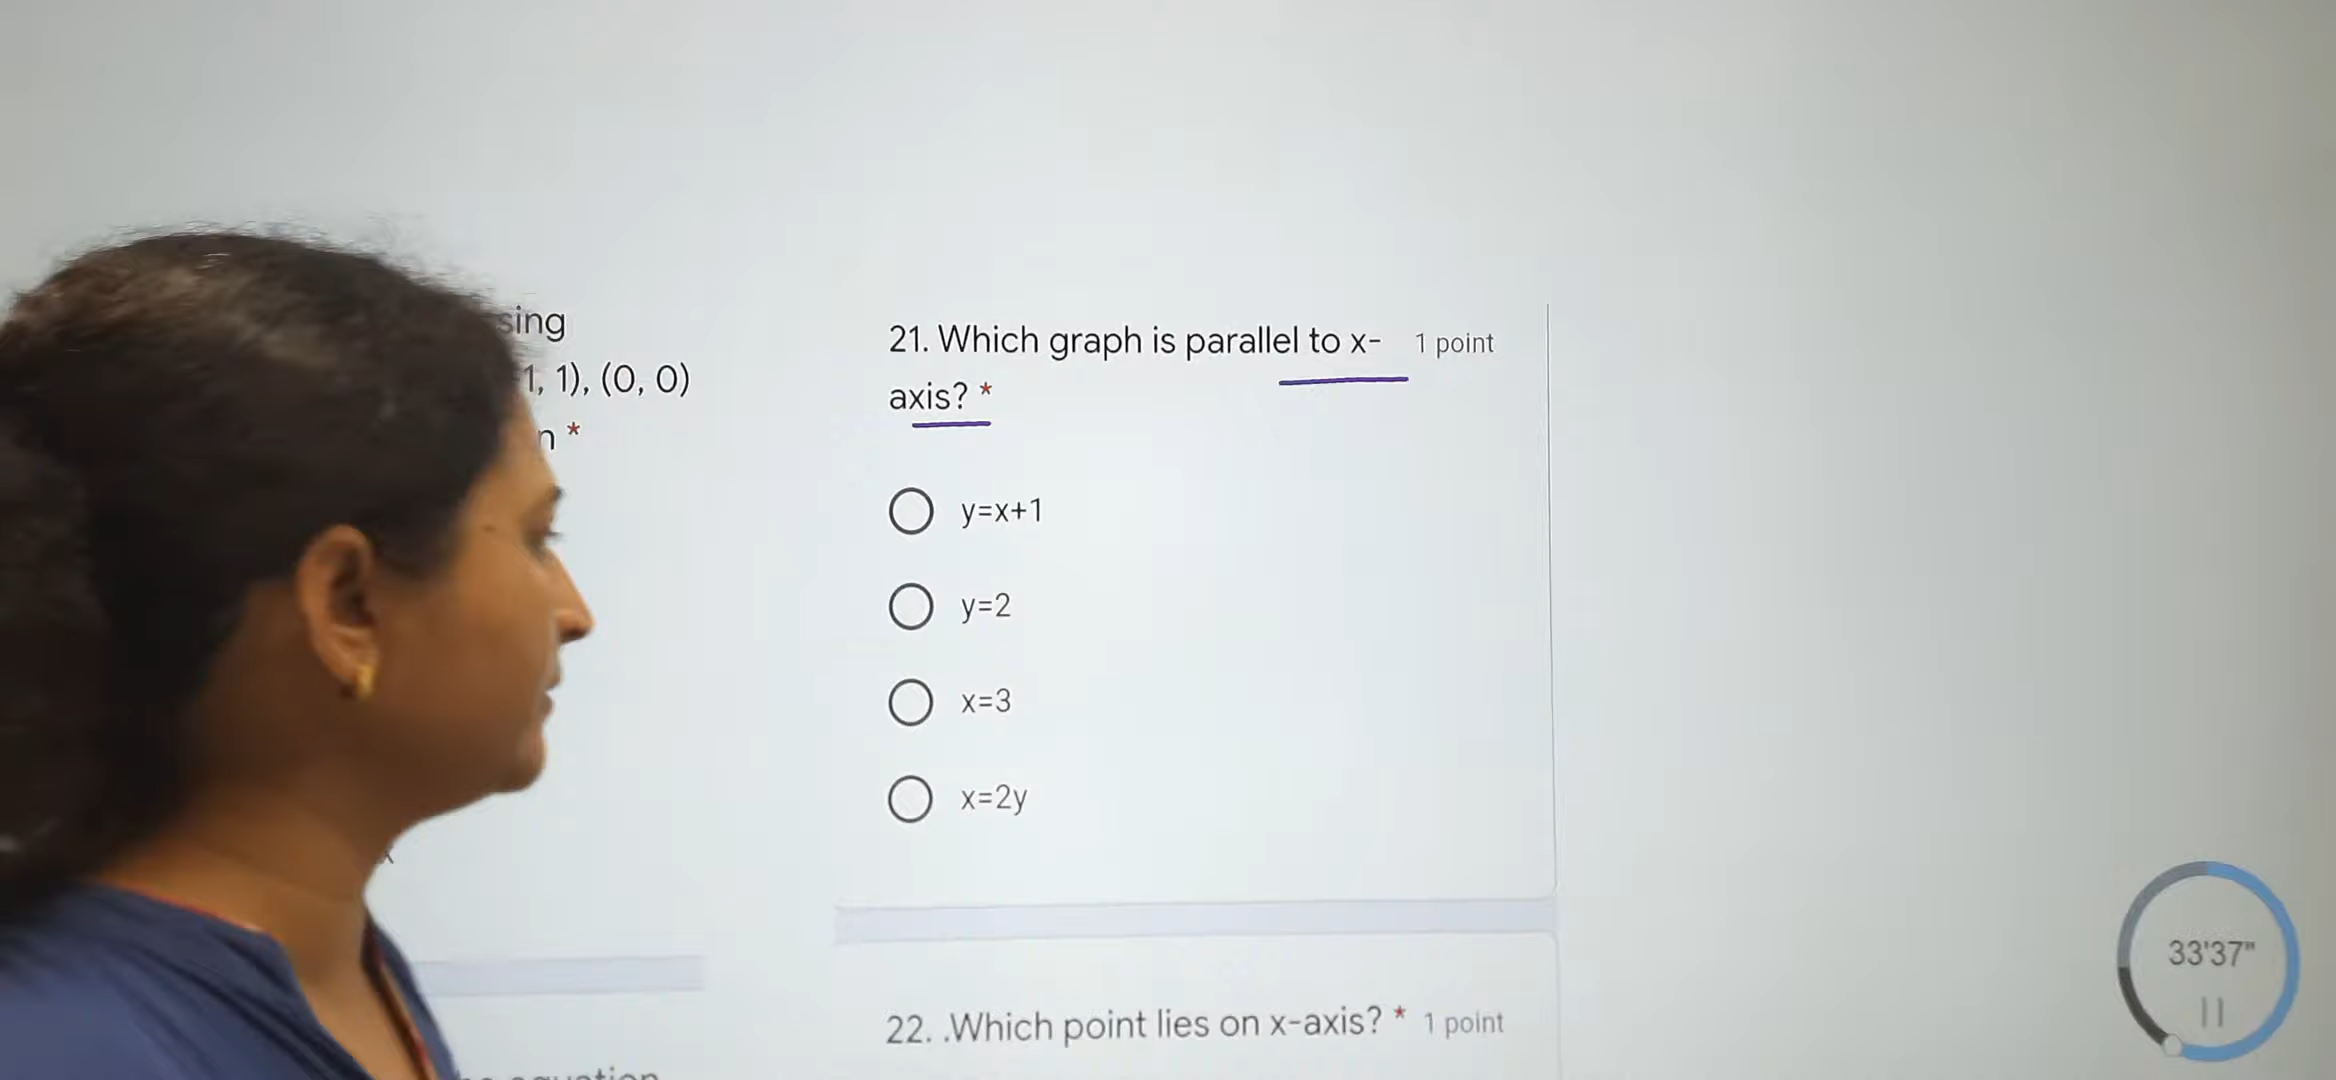 sing
1, 1), (0, 0)
n *
21. Which graph is parallel to x- 1 point
axis? *
y=x+1
y=2
x=3
x=2y
22. .Which point lies on x-axis? * 1 point
33'37"